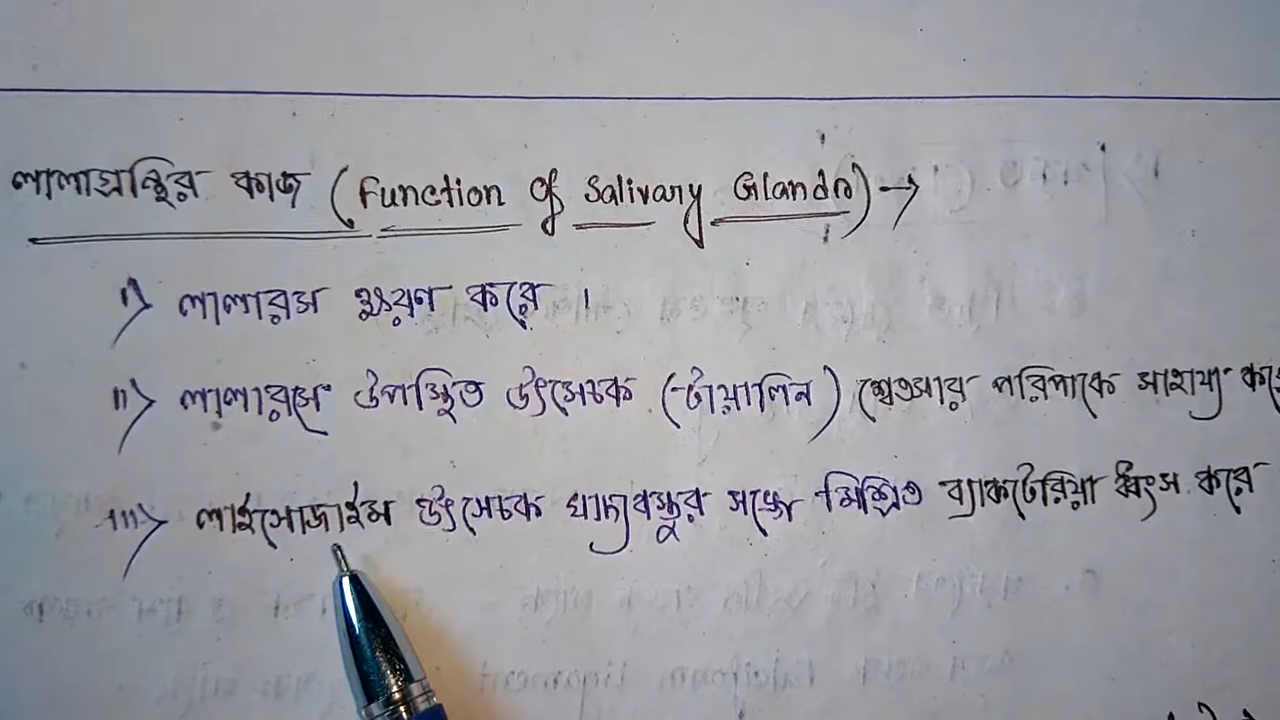 লালাগ্রন্থির কাজ (Function of Salivary Glands) →
i) লালারস ক্ষরণ করে ।
ii) লালারসে উপস্থিত উৎসেচক (টায়ালিন) শ্বেতসার পরিপাকে সাহায্য করে
iii) লাইসোজাইম উৎসেচক খাদ্যবস্তুর সঙ্গে মিশ্রিত ব্যাকটেরিয়া ধ্বংস করে